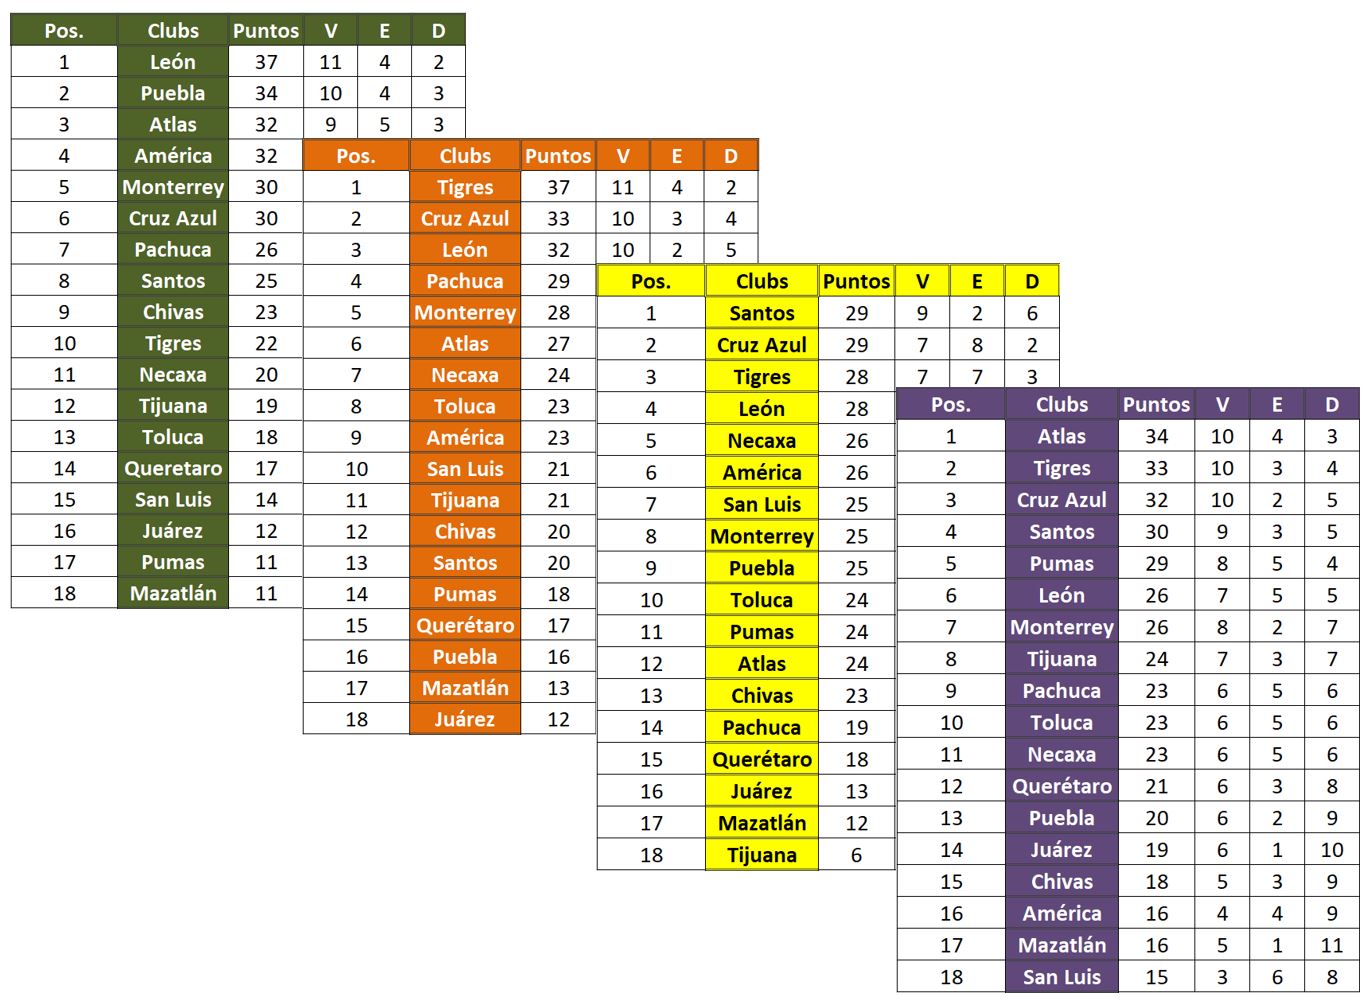 Pos. Clubs Puntos V E D
1 León 37 11 4 2
2 Puebla 34 10 4 3
3 Atlas 32 9 5 3
4 América 32
5 Monterrey 30
6 Cruz Azul 30
7 Pachuca 26
8 Santos 25
9 Chivas 23
10 Tigres 22
11 Necaxa 20
12 Tijuana 19
13 Toluca 18
14 Queretaro 17
15 San Luis 14
16 Juárez 12
17 Pumas 11
18 Mazatlán 11
Pos. Clubs Puntos V E D
1 Tigres 37 11 4 2
2 Cruz Azul 33 10 3 4
3 León 32 10 2 5
4 Pachuca 29
5 Monterrey 28
6 Atlas 27
7 Necaxa 24
8 Toluca 23
9 América 23
10 San Luis 21
11 Tijuana 21
12 Chivas 20
13 Santos 20
14 Pumas 18
15 Querétaro 17
16 Puebla 16
17 Mazatlán 13
18 Juárez 12
Pos. Clubs Puntos V E D
1 Santos 29 9 2 6
2 Cruz Azul 29 7 8 2
3 Tigres 28 7 7 3
4 León 28
5 Necaxa 26
6 América 26
7 San Luis 25
8 Monterrey 25
9 Puebla 25
10 Toluca 24
11 Pumas 24
12 Atlas 24
13 Chivas 23
14 Pachuca 19
15 Querétaro 18
16 Juárez 13
17 Mazatlán 12
18 Tijuana 6
Pos. Clubs Puntos V E D
1 Atlas 34 10 4 3
2 Tigres 33 10 3 4
3 Cruz Azul 32 10 2 5
4 Santos 30 9 3 5
5 Pumas 29 8 5 4
6 León 26 7 5 5
7 Monterrey 26 8 2 7
8 Tijuana 24 7 3 7
9 Pachuca 23 6 5 6
10 Toluca 23 6 5 6
11 Necaxa 23 6 5 6
12 Querétaro 21 6 3 8
13 Puebla 20 6 2 9
14 Juárez 19 6 1 10
15 Chivas 18 5 3 9
16 América 16 4 4 9
17 Mazatlán 16 5 1 11
18 San Luis 15 3 6 8